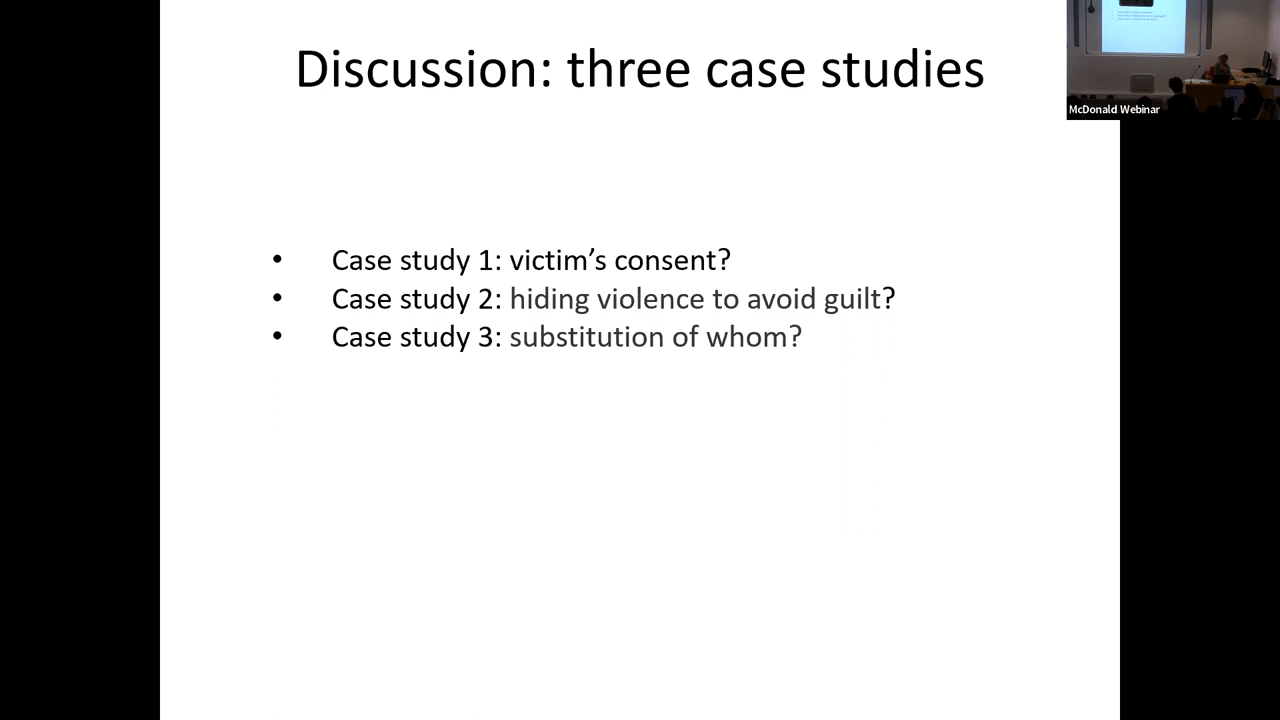 Discussion: three case studies
McDonald Webinar
• Case study 1: victim’s consent?
• Case study 2: hiding violence to avoid guilt?
• Case study 3: substitution of whom?